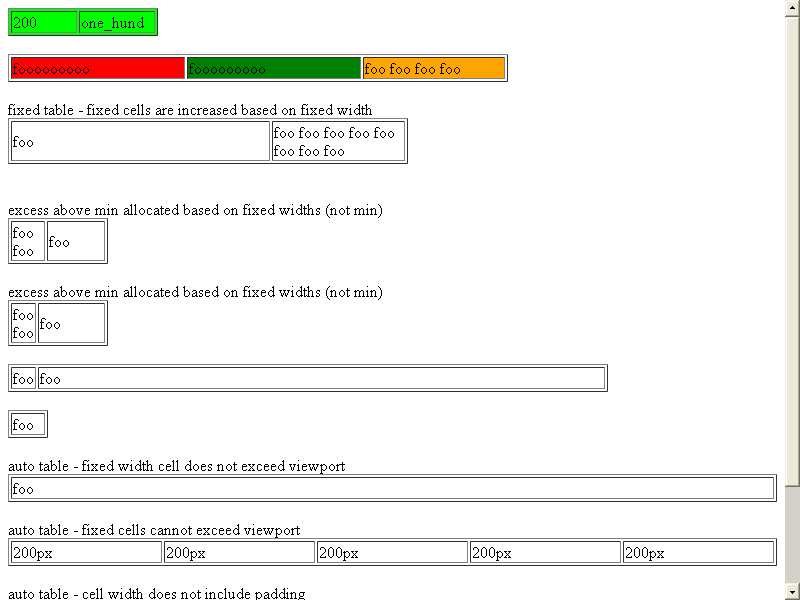 200 one_hund
fooooooooo fooooooooo foo foo foo foo
fixed table - fixed cells are increased based on fixed width
foo foo foo foo foo foo
foo foo foo
excess above min allocated based on fixed widths (not min)
foo
foo foo
excess above min allocated based on fixed widths (not min)
foo
foo foo
foo foo
foo
auto table - fixed width cell does not exceed viewport
foo
auto table - fixed cells cannot exceed viewport
200px 200px 200px 200px 200px
auto table - cell width does not include padding